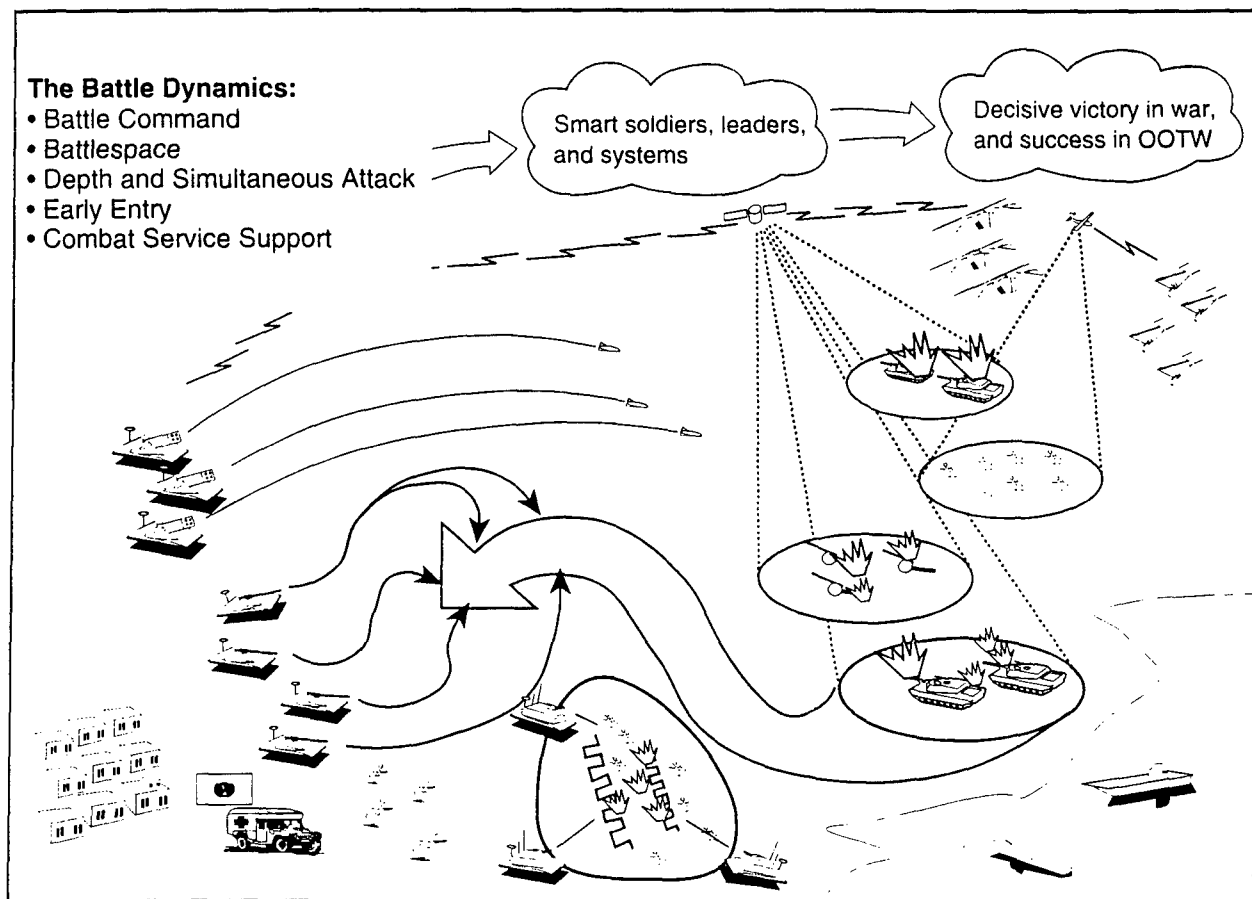 The Battle Dynamics:
• Battle Command
• Battlespace
• Depth and Simultaneous Attack
• Early Entry
• Combat Service Support
Smart soldiers, leaders,
and systems
Decisive victory in war,
and success in OOTW